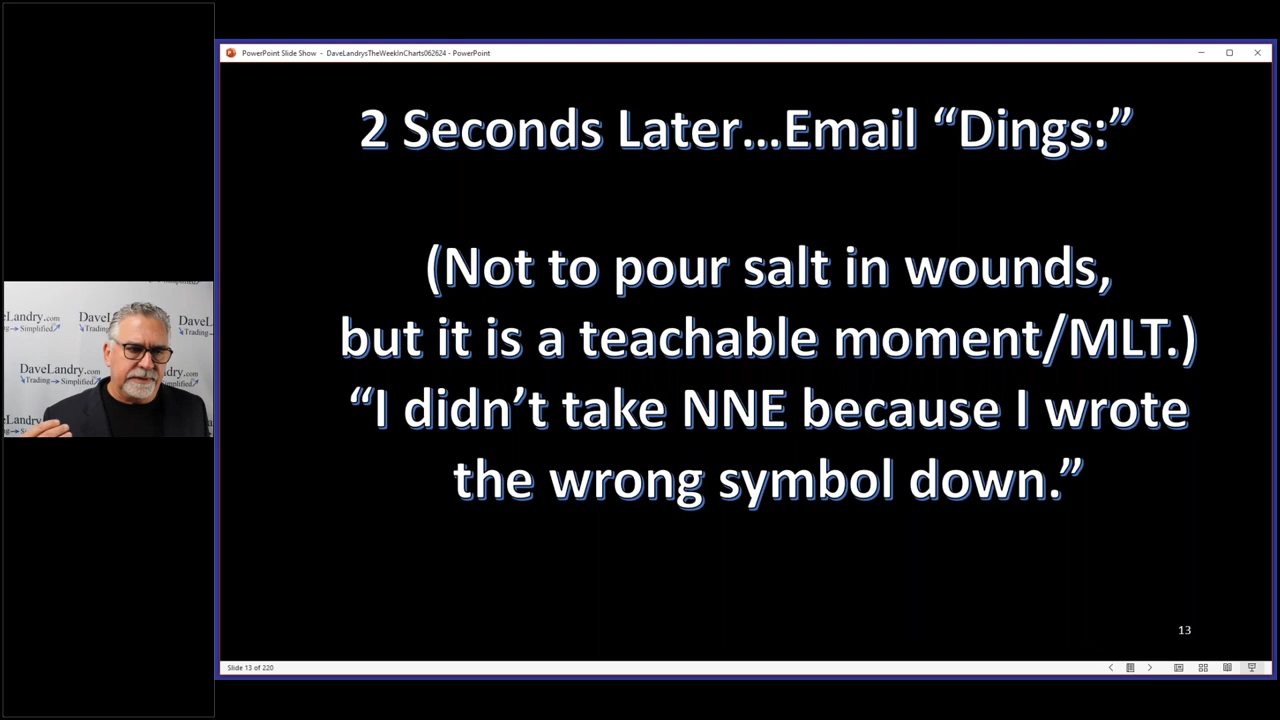 PowerPoint Slide Show - DaveLandrysTheWeekInCharts062624 - PowerPoint
2 Seconds Later...Email “Dings:”
(Not to pour salt in wounds,
but it is a teachable moment/MLT.)
“I didn’t take NNE because I wrote
the wrong symbol down.”
13
Slide 13 of 220
DaveLandry.com
Trading Simplified